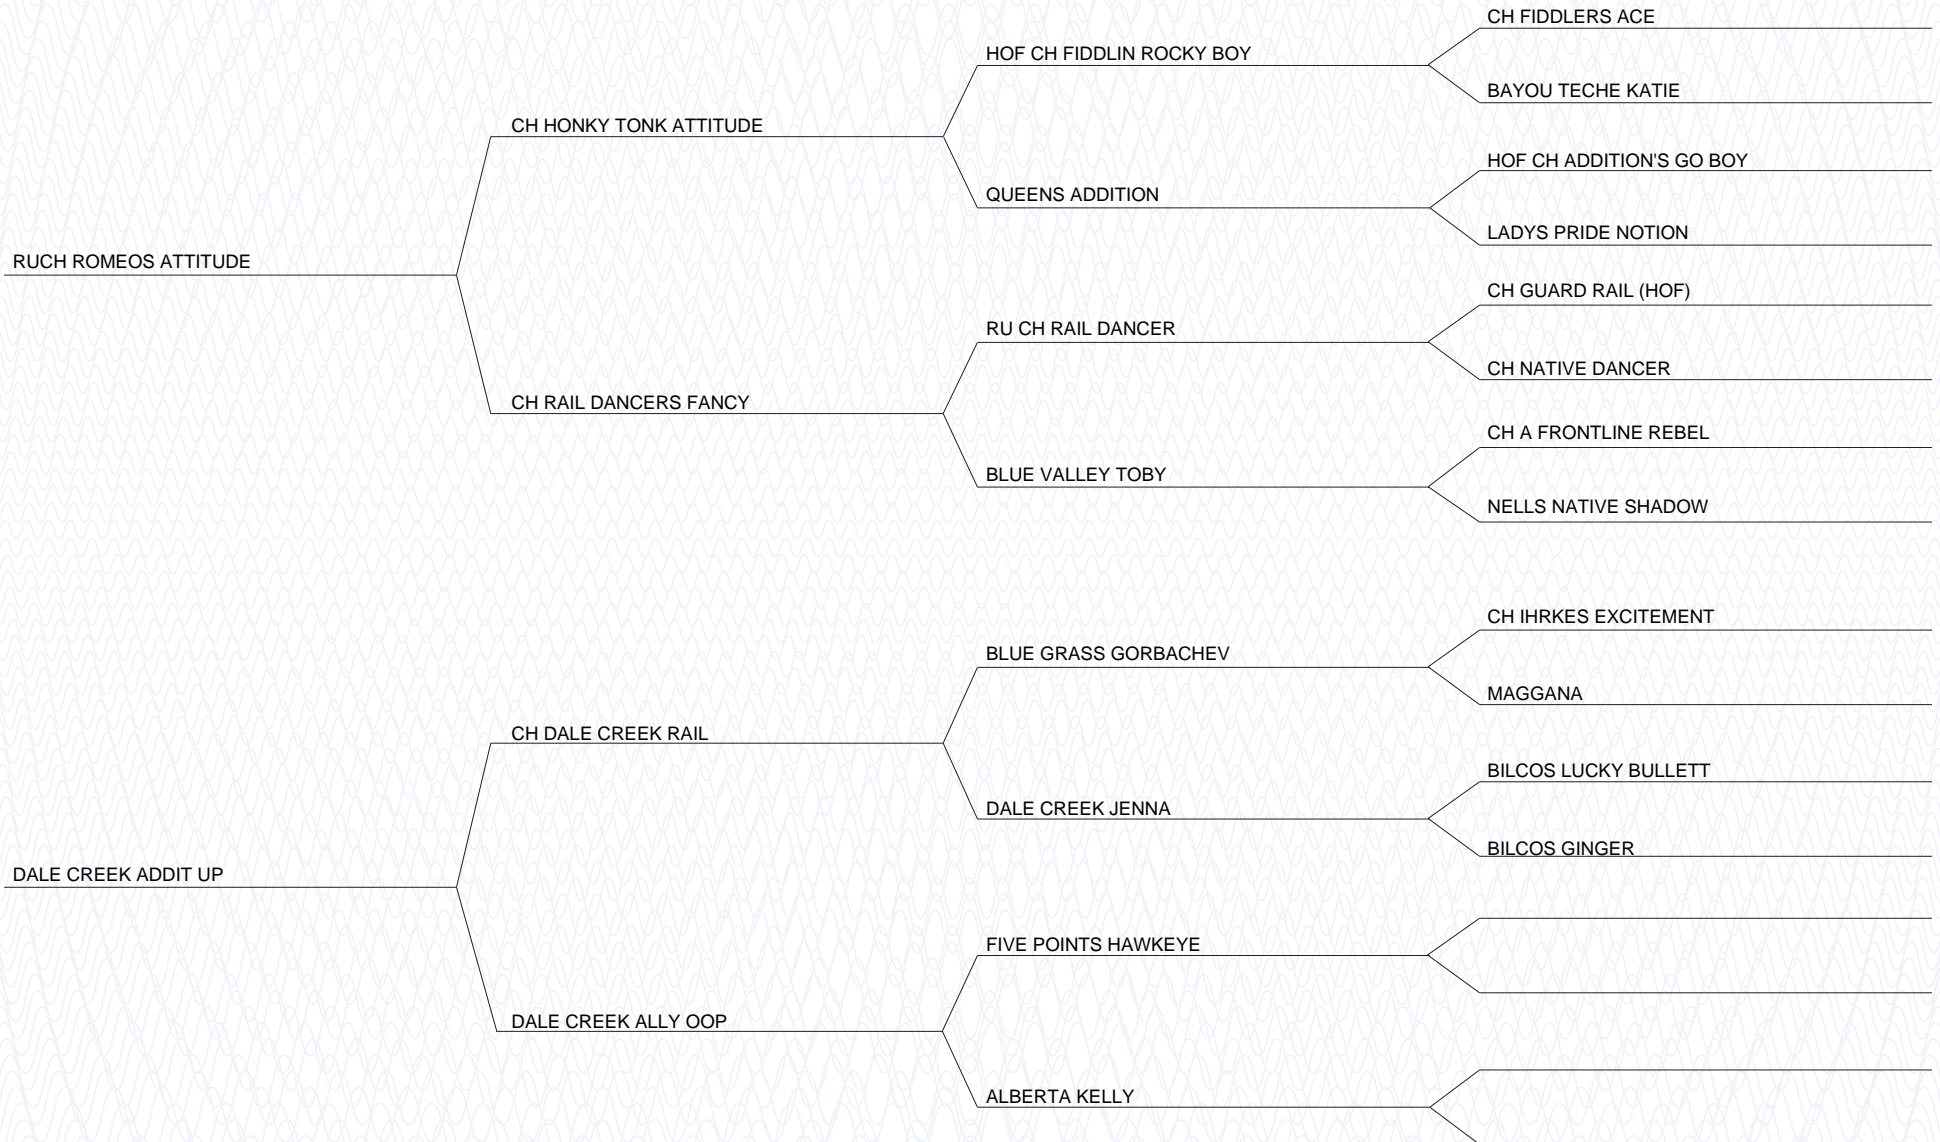 CH FIDDLERS ACE
HOF CH FIDDLIN ROCKY BOY
BAYOU TECHE KATIE
CH HONKY TONK ATTITUDE
HOF CH ADDITION'S GO BOY
QUEENS ADDITION
LADYS PRIDE NOTION
RUCH ROMEOS ATTITUDE
CH GUARD RAIL (HOF)
RU CH RAIL DANCER
CH NATIVE DANCER
CH RAIL DANCERS FANCY
CH A FRONTLINE REBEL
BLUE VALLEY TOBY
NELLS NATIVE SHADOW
CH IHRKES EXCITEMENT
BLUE GRASS GORBACHEV
MAGGANA
CH DALE CREEK RAIL
BILCOS LUCKY BULLETT
DALE CREEK JENNA
BILCOS GINGER
DALE CREEK ADDIT UP
FIVE POINTS HAWKEYE
DALE CREEK ALLY OOP
ALBERTA KELLY